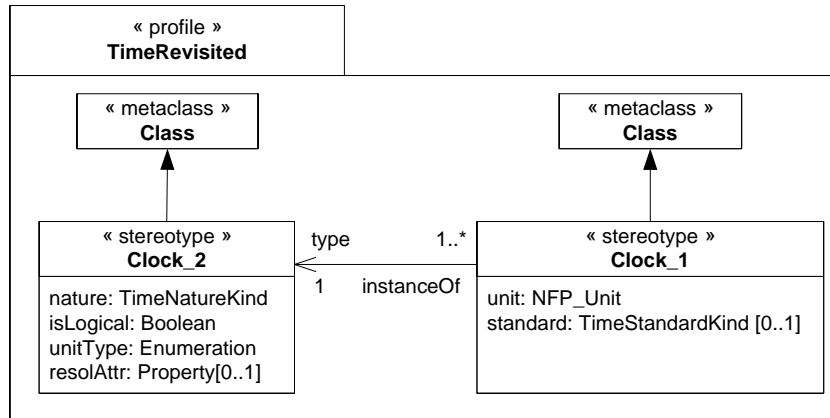 « profile »
TimeRevisited
« metaclass »
Class
« metaclass »
Class
« stereotype »
Clock_2
nature: TimeNatureKind
isLogical: Boolean
unitType: Enumeration
resolAttr: Property[0..1]
type
1..*
1
instanceOf
« stereotype »
Clock_1
unit: NFP_Unit
standard: TimeStandardKind [0..1]